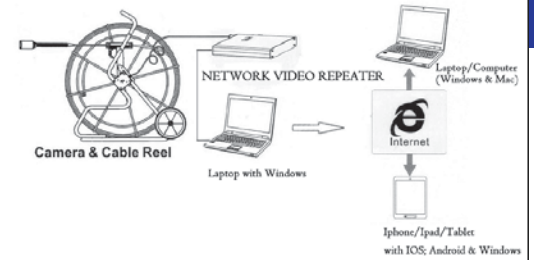 NETWORK VIDEO REPEATER
Laptop/Computer
(Windows & Mac)
Internet
Camera & Cable Reel
Laptop with Windows
Iphone/Ipad/Tablet
with IOS; Android & Windows